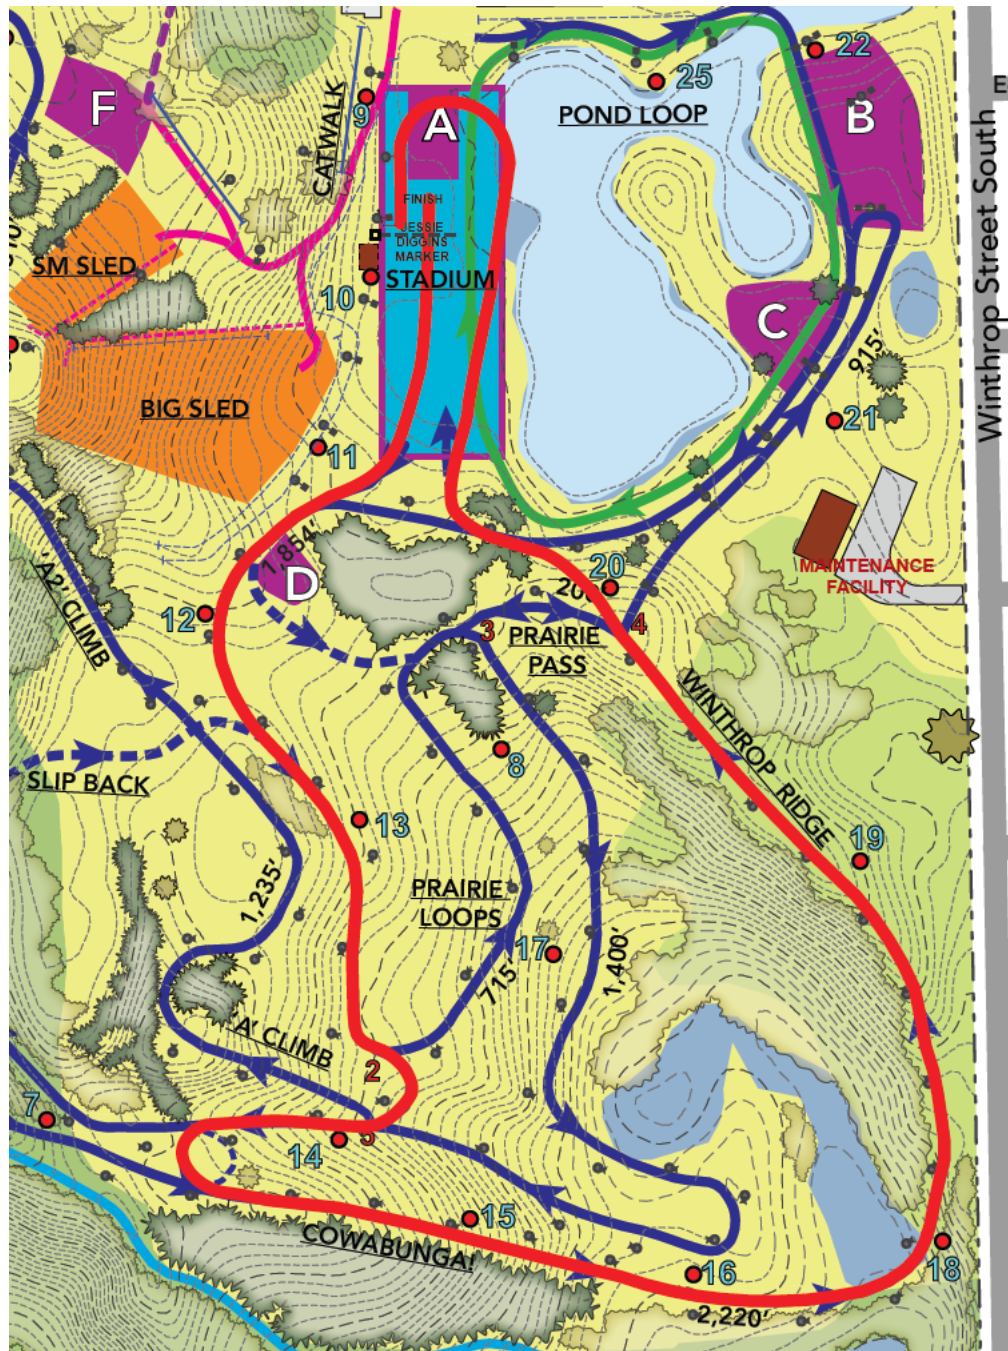 22
25
F
A
B
9
POND LOOP
CATWALK
Winthrop Street South
E
FINISH
JESSIE
DIGGINS
MARKER
STADIUM
SM SLED
10
C
915'
BIG SLED
21
11
1,854'
MAINTENANCE
FACILITY
'A2' CLIMB
D
20
12
3
4
PRAIRIE
PASS
WINTHROP RIDGE
8
SLIP BACK
13
19
1,235'
PRAIRIE
LOOPS
17
715'
1,400'
'A' CLIMB
2
7
14
15
COWABUNGA!
16
18
2,220'